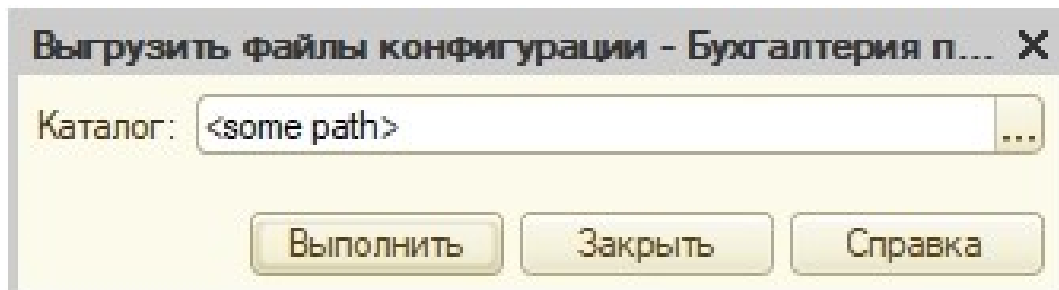 Выгрузить файлы конфигурации - Бухгалтерия п...
Каталог: <some path> ...
Выполнить Закрыть Справка